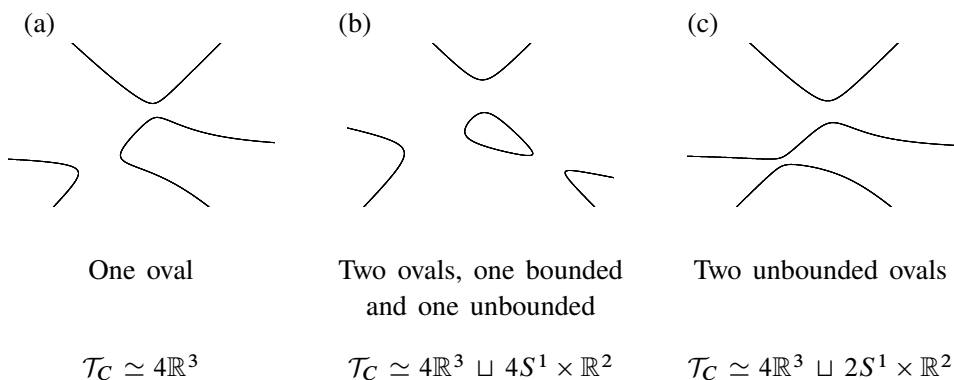 (a) (b) (c)
One oval Two ovals, one bounded Two unbounded ovals
and one unbounded
𝒯_C ≃ 4ℝ³ 𝒯_C ≃ 4ℝ³ ⊔ 4S¹ × ℝ² 𝒯_C ≃ 4ℝ³ ⊔ 2S¹ × ℝ²